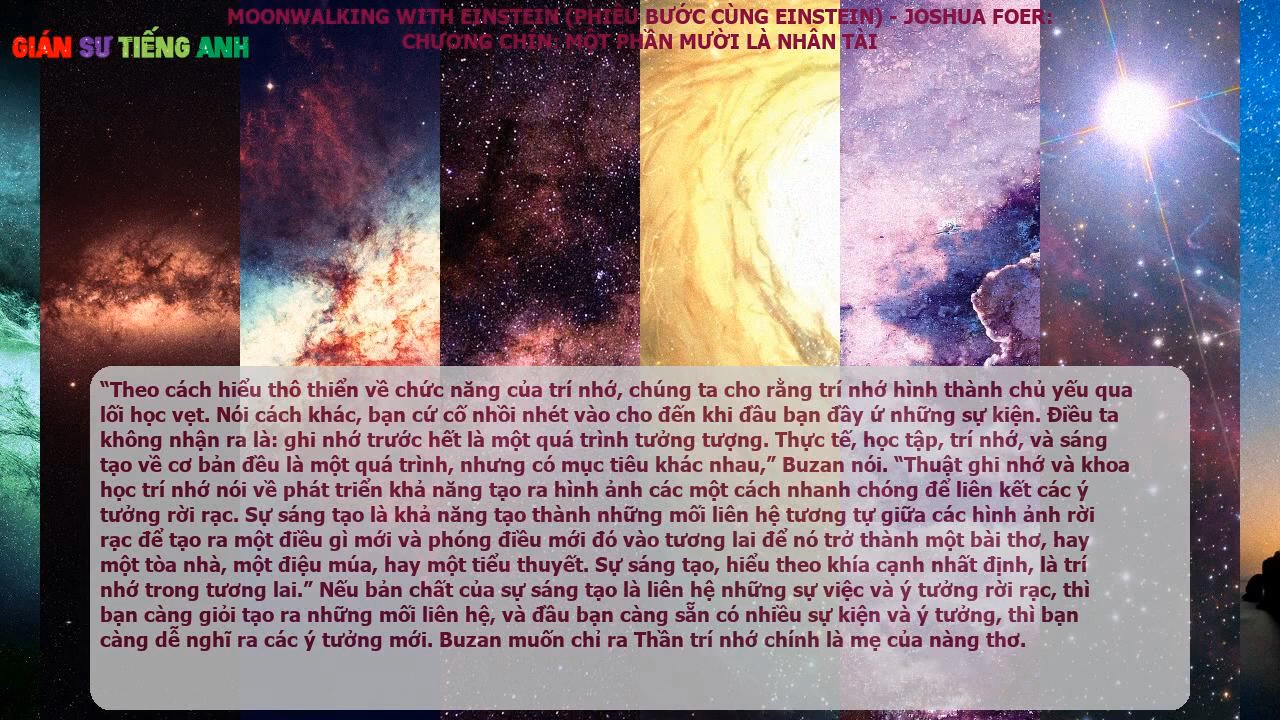 MOONWALKING WITH EINSTEIN (PHIÊU BƯỚC CÙNG EINSTEIN) - JOSHUA FOER:
CHƯƠNG CHÍN: MỘT PHẦN MƯỜI LÀ NHÂN TÀI
GIÁN SƯ TIẾNG ANH
“Theo cách hiểu thô thiển về chức năng của trí nhớ, chúng ta cho rằng trí nhớ hình thành chủ yếu qua
lối học vẹt. Nói cách khác, bạn cứ cố nhồi nhét vào cho đến khi đầu bạn đầy ứ những sự kiện. Điều ta
không nhận ra là: ghi nhớ trước hết là một quá trình tưởng tượng. Thực tế, học tập, trí nhớ, và sáng
tạo về cơ bản đều là một quá trình, nhưng có mục tiêu khác nhau,” Buzan nói. “Thuật ghi nhớ và khoa
học trí nhớ nói về phát triển khả năng tạo ra hình ảnh các một cách nhanh chóng để liên kết các ý
tưởng rời rạc. Sự sáng tạo là khả năng tạo thành những mối liên hệ tương tự giữa các hình ảnh rời
rạc để tạo ra một điều gì mới và phóng điều mới đó vào tương lai để nó trở thành một bài thơ, hay
một tòa nhà, một điệu múa, hay một tiểu thuyết. Sự sáng tạo, hiểu theo khía cạnh nhất định, là trí
nhớ trong tương lai.” Nếu bản chất của sự sáng tạo là liên hệ những sự việc và ý tưởng rời rạc, thì
bạn càng giỏi tạo ra những mối liên hệ, và đầu bạn càng sẵn có nhiều sự kiện và ý tưởng, thì bạn
càng dễ nghĩ ra các ý tưởng mới. Buzan muốn chỉ ra Thần trí nhớ chính là mẹ của nàng thơ.